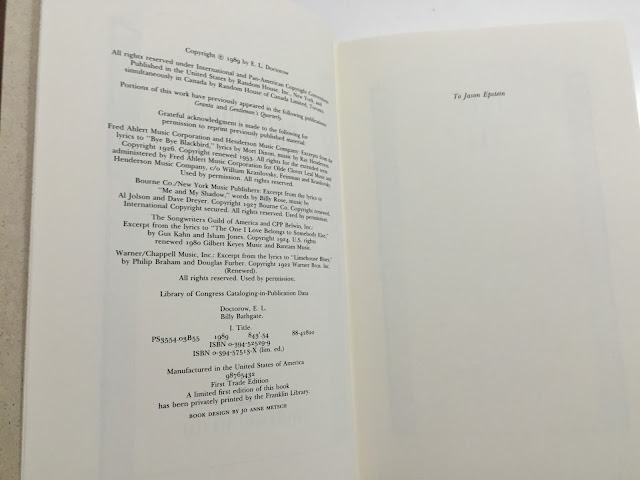 Copyright © 1989 by E. L. Doctorow
All rights reserved under International and Pan-American Copyright Conventions.
Published in the United States by Random House, Inc., New York, and
simultaneously in Canada by Random House of Canada Limited, Toronto.
Portions of this work have previously appeared in the following publications:
Granta and Gentlemen's Quarterly.
Grateful acknowledgment is made to the following for
permission to reprint previously published material:
Fred Ahlert Music Corporation and Henderson Music Company: Excerpts from the
lyrics to "Bye Bye Blackbird," lyrics by Mort Dixon, music by Ray Henderson.
Copyright 1926. Copyright renewed 1953. All rights for the extended term
administered by Fred Ahlert Music Corporation for Olde Clover Leaf Music and
Henderson Music Company, c/o William Krasilovsky, Feinman and Krasilovsky.
Used by permission. All rights reserved.
Bourne Co./New York Music Publishers: Excerpt from the lyrics to
"Me and My Shadow," words by Billy Rose, music by
Al Jolson and Dave Dreyer. Copyright 1927 Bourne Co. Copyright renewed.
International Copyright secured. All rights reserved. Used by permission.
The Songwriters Guild of America and CPP Belwin, Inc.:
Excerpt from the lyrics to "The One I Love Belongs to Somebody Else,"
by Gus Kahn and Isham Jones. Copyright 1924. U.S. rights
renewed 1980 Gilbert Keyes Music and Bantam Music.
Warner/Chappell Music, Inc.: Excerpt from the lyrics to "Limehouse Blues,"
by Philip Braham and Douglas Furber. Copyright 1922 Warner Bros. Inc.
(Renewed).
All rights reserved. Used by permission.
Library of Congress Cataloging-in-Publication Data
Doctorow, E. L.
Billy Bathgate.
I. Title.
PS3554.O3B55 1989 843'.54 88-42820
ISBN 0-394-52529-9
ISBN 0-394-57513-X (lim. ed.)
Manufactured in the United States of America
98765432
First Trade Edition
A limited first edition of this book
has been privately printed by the Franklin Library.
BOOK DESIGN BY JO ANNE METSCH
To Jason Epstein